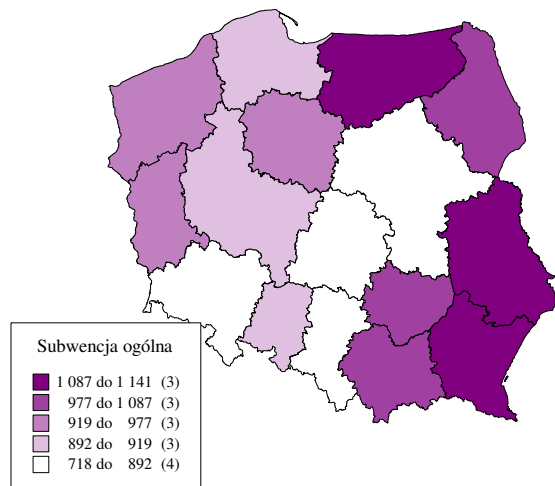 Subwencja ogólna
1 087 do 1 141 (3)
977 do 1 087 (3)
919 do 977 (3)
892 do 919 (3)
718 do 892 (4)